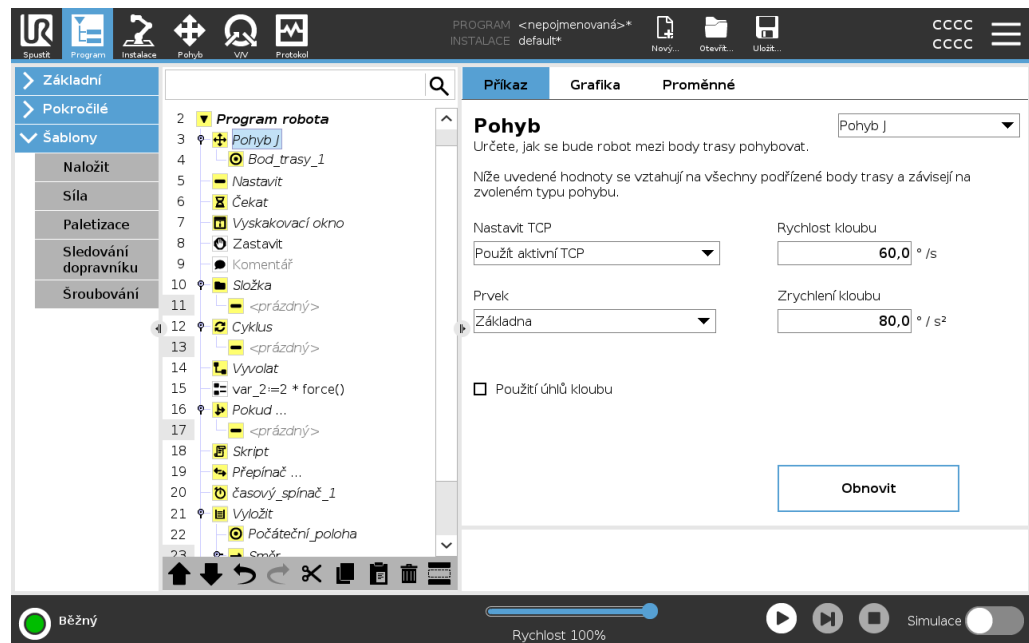 Spustit
Program
Instalace
Pohyb
V/V
Protokol
PROGRAM <nepojmenovaná>*
INSTALACE default*
Nový...
Otevřít...
Uložit...
CCCC
CCCC
Základní
Pokročilé
Šablony
Naložit
Síla
Paletizace
Sledování
dopravníku
Šroubování
2 Program robota
3 Pohyb J
4 Bod_trasy_1
5 Nastavit
6 Čekat
7 Vyskakovací okno
8 Zastavit
9 Komentář
10 Složka
11 <prázdný>
12 Cyklus
13 <prázdný>
14 Vyvolat
15 var_2:=2 * force()
16 Pokud ...
17 <prázdný>
18 Skript
19 Přepínač ...
20 časový_spínač_1
21 Vyložit
22 Počáteční_poloha
23 Směr
Příkaz
Grafika
Proměnné
Pohyb
Pohyb J
Určete, jak se bude robot mezi body trasy pohybovat.
Níže uvedené hodnoty se vztahují na všechny podřízené body trasy a závisejí na
zvoleném typu pohybu.
Nastavit TCP
Rychlost kloubu
Použít aktivní TCP
60,0 ° /s
Prvek
Zrychlení kloubu
Základna
80,0 ° / s²
Použití úhlů kloubu
Obnovit
Běžný
Rychlost 100%
Simulace